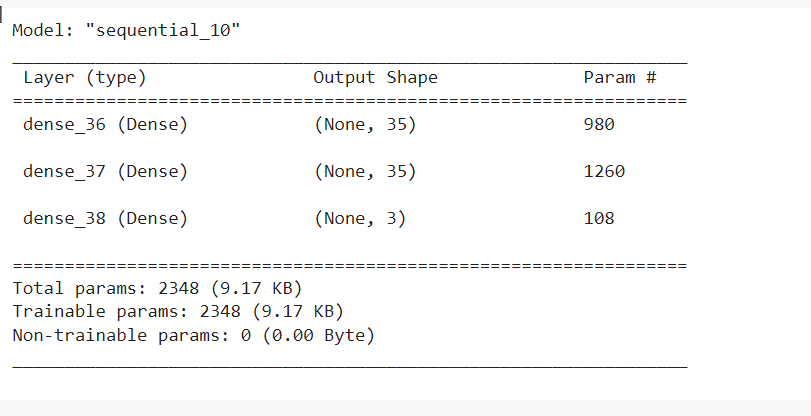 Model: "sequential_10"
_________________________________________________________________
Layer (type)                Output Shape              Param #
=================================================================
dense_36 (Dense)            (None, 35)                980
dense_37 (Dense)            (None, 35)                1260
dense_38 (Dense)            (None, 3)                 108
=================================================================
Total params: 2348 (9.17 KB)
Trainable params: 2348 (9.17 KB)
Non-trainable params: 0 (0.00 Byte)
_________________________________________________________________